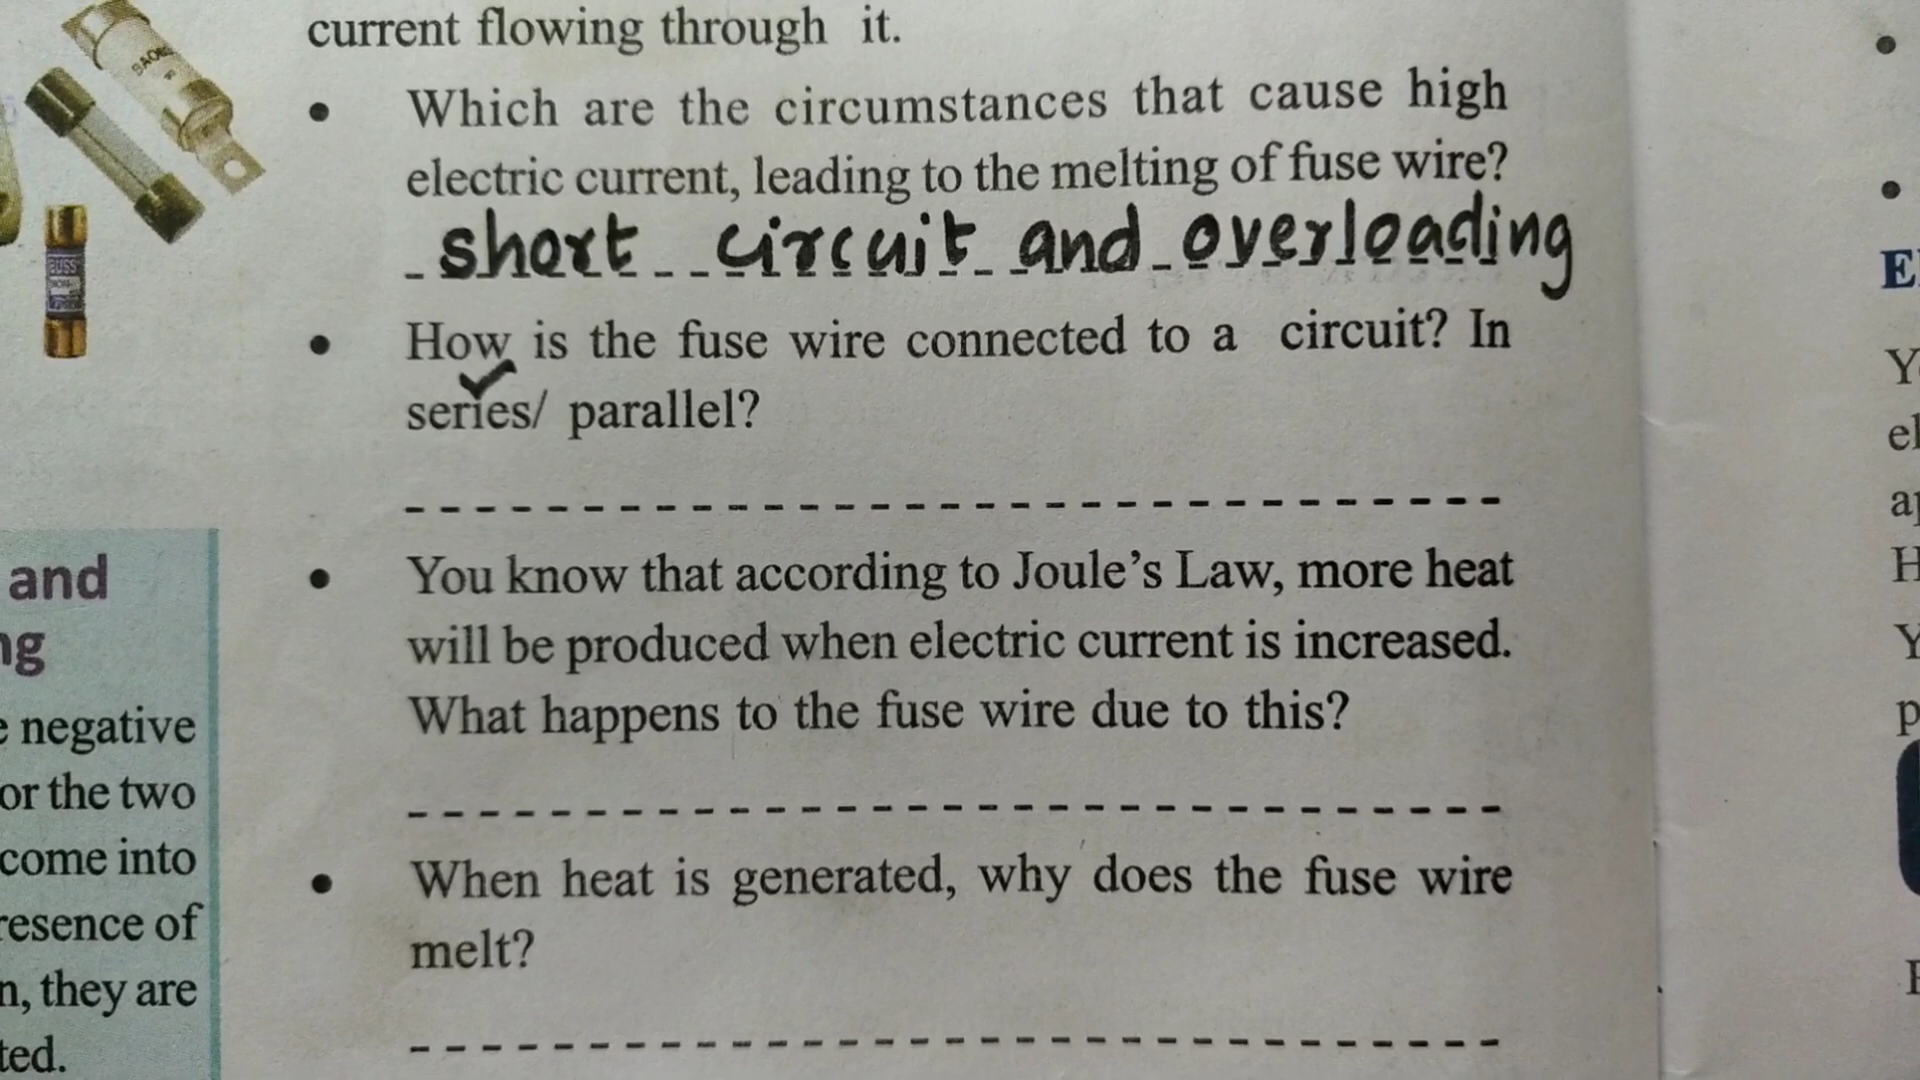 current flowing through it.
• Which are the circumstances that cause high
electric current, leading to the melting of fuse wire?
short circuit and overloading
• How is the fuse wire connected to a circuit? In
series/ parallel?
• You know that according to Joule's Law, more heat
will be produced when electric current is increased.
What happens to the fuse wire due to this?
• When heat is generated, why does the fuse wire
melt?
BUSS
and
negative
or the two
come into
resence of
n, they are
ted.